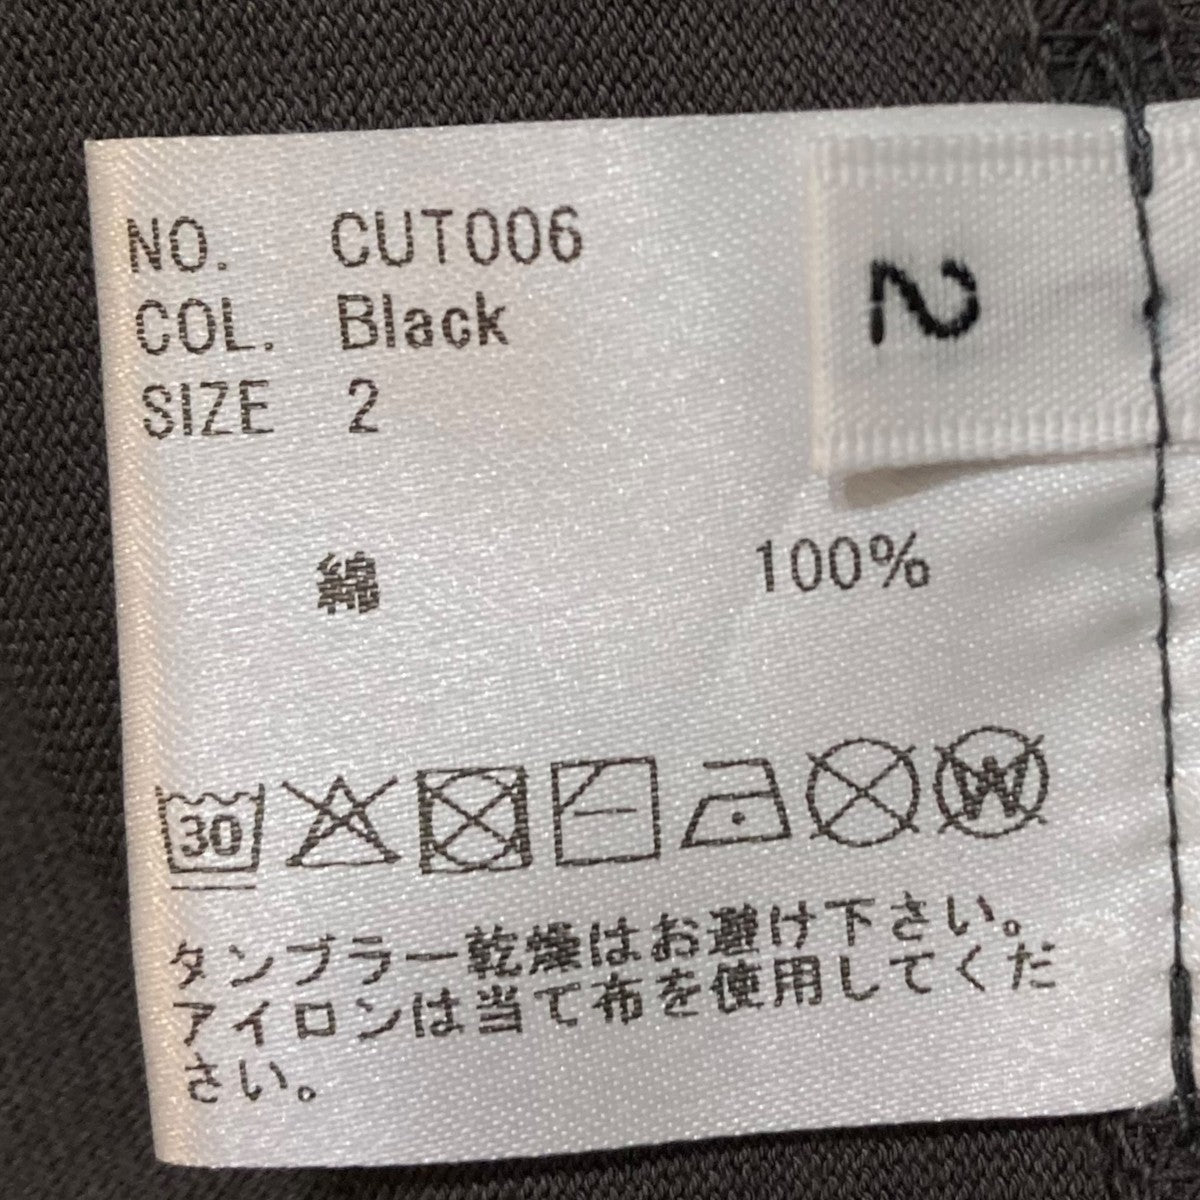 NO. CUT006
COL. Black
SIZE 2
2
綿 100%
30
W
タンブラー乾燥はお避け下さい。
アイロンは当て布を使用してくだ
さい。